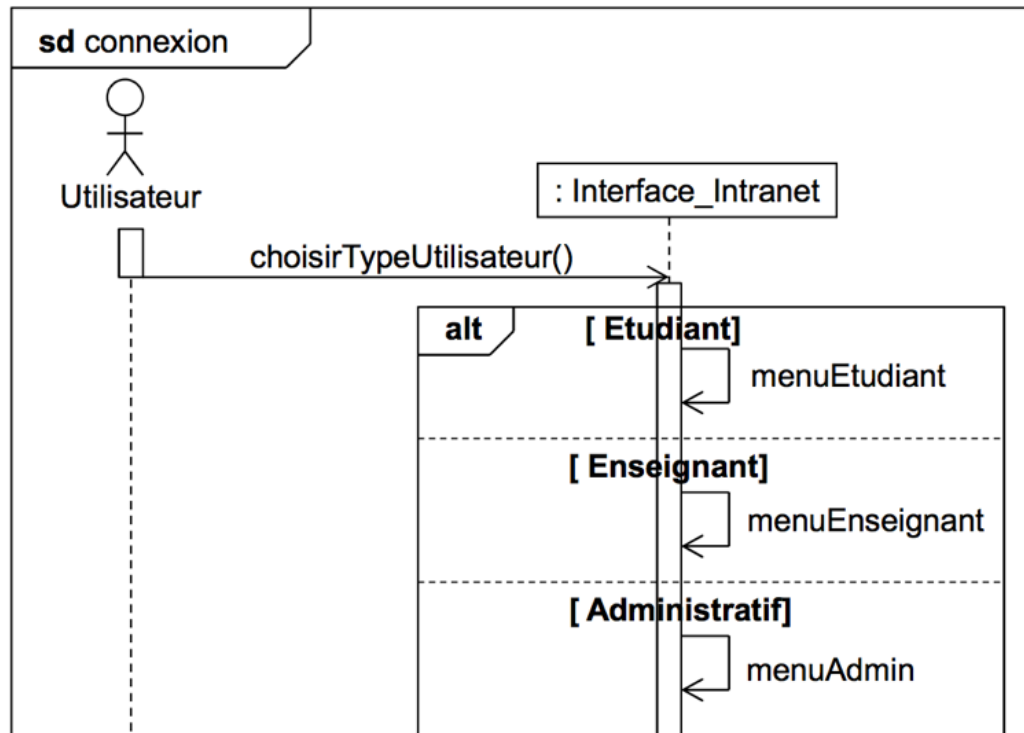 sd connexion
Utilisateur
: Interface_Intranet
choisirTypeUtilisateur()
alt
[ Etudiant]
menuEtudiant
[ Enseignant]
menuEnseignant
[ Administratif]
menuAdmin